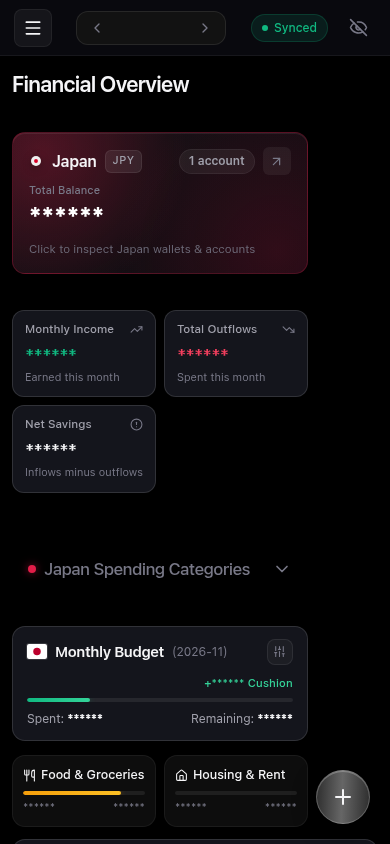 Synced
Financial Overview
Japan JPY 1 account
Total Balance
******
Click to inspect Japan wallets & accounts
Monthly Income Total Outflows
****** ******
Earned this month Spent this month
Net Savings
******
Inflows minus outflows
Japan Spending Categories
Monthly Budget (2026-11)
+****** Cushion
Spent: ****** Remaining: ******
Food & Groceries Housing & Rent
****** ****** ****** ******